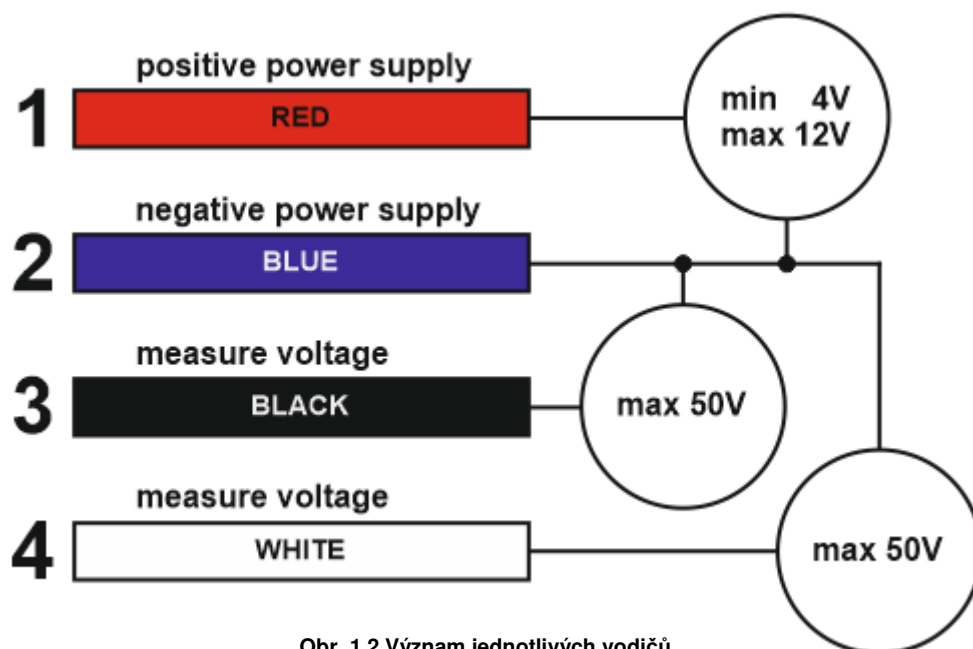 positive power supply
1
RED
min 4V
max 12V
negative power supply
2
BLUE
measure voltage
3
BLACK
max 50V
measure voltage
4
WHITE
max 50V
Obr. 1.2 Význam jednotlivých vodičů